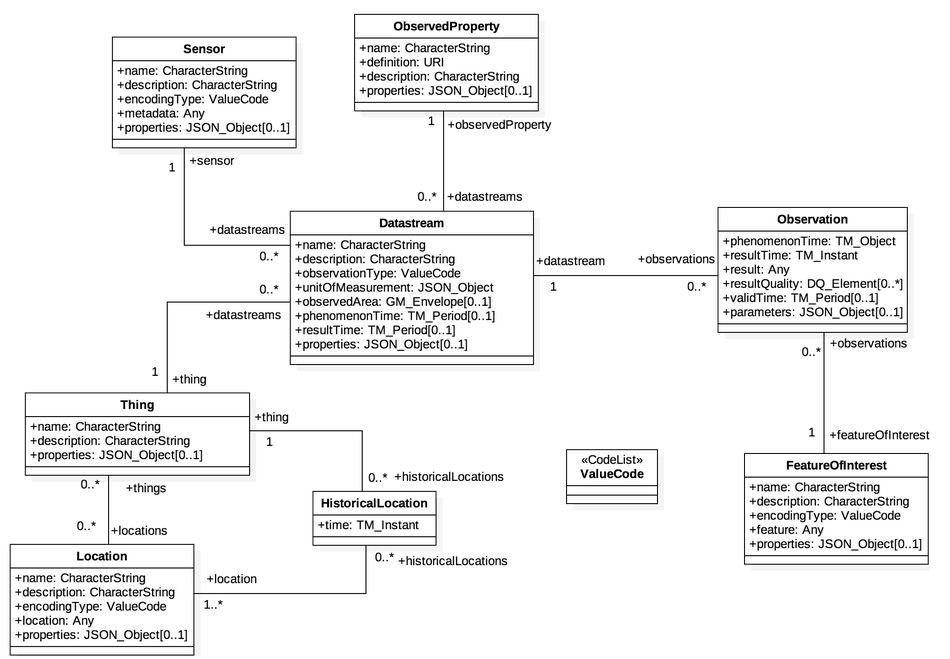 ObservedProperty
+name: CharacterString
+definition: URI
+description: CharacterString
+properties: JSON_Object[0..1]
Sensor
+name: CharacterString
+description: CharacterString
+encodingType: ValueCode
+metadata: Any
+properties: JSON_Object[0..1]
1
+observedProperty
1
+sensor
0..*
+datastreams
+datastreams
0..*
Datastream
+name: CharacterString
+description: CharacterString
+observationType: ValueCode
+unitOfMeasurement: JSON_Object
+observedArea: GM_Envelope[0..1]
+phenomenonTime: TM_Period[0..1]
+resultTime: TM_Period[0..1]
+properties: JSON_Object[0..1]
+datastream
1
+observations
0..*
Observation
+phenomenonTime: TM_Object
+resultTime: TM_Instant
+result: Any
+resultQuality: DQ_Element[0..*]
+validTime: TM_Period[0..1]
+parameters: JSON_Object[0..1]
0..*
+datastreams
1
+thing
0..*
+observations
1
+featureOfInterest
Thing
+name: CharacterString
+description: CharacterString
+properties: JSON_Object[0..1]
+thing
1
0..*
+historicalLocations
HistoricalLocation
+time: TM_Instant
0..*
+historicalLocations
«CodeList»
ValueCode
FeatureOfInterest
+name: CharacterString
+description: CharacterString
+encodingType: ValueCode
+feature: Any
+properties: JSON_Object[0..1]
0..*
+things
0..*
+locations
Location
+name: CharacterString
+description: CharacterString
+encodingType: ValueCode
+location: Any
+properties: JSON_Object[0..1]
+location
1..*